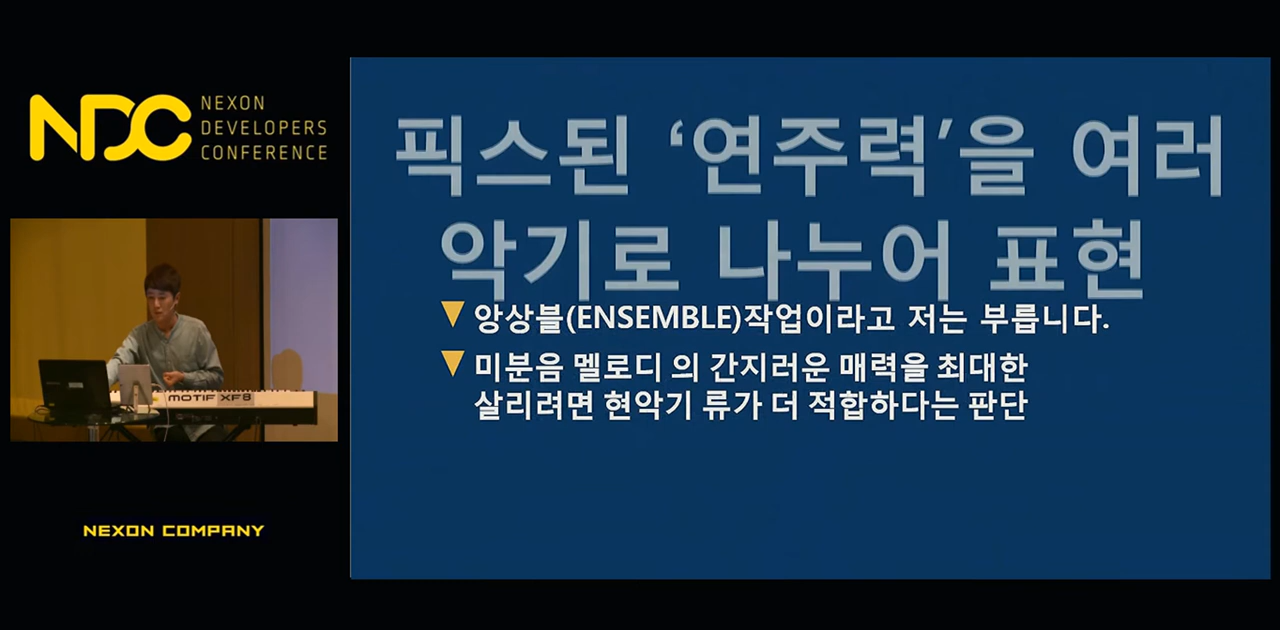 NDC
NEXON
DEVELOPERS
CONFERENCE
픽스된 ‘연주력’을 여러
악기로 나누어 표현
▼ 앙상블(ENSEMBLE)작업이라고 저는 부릅니다.
▼ 미분음 멜로디 의 간지러운 매력을 최대한
살리려면 현악기 류가 더 적합하다는 판단
MOTIF XF8
NEXON COMPANY